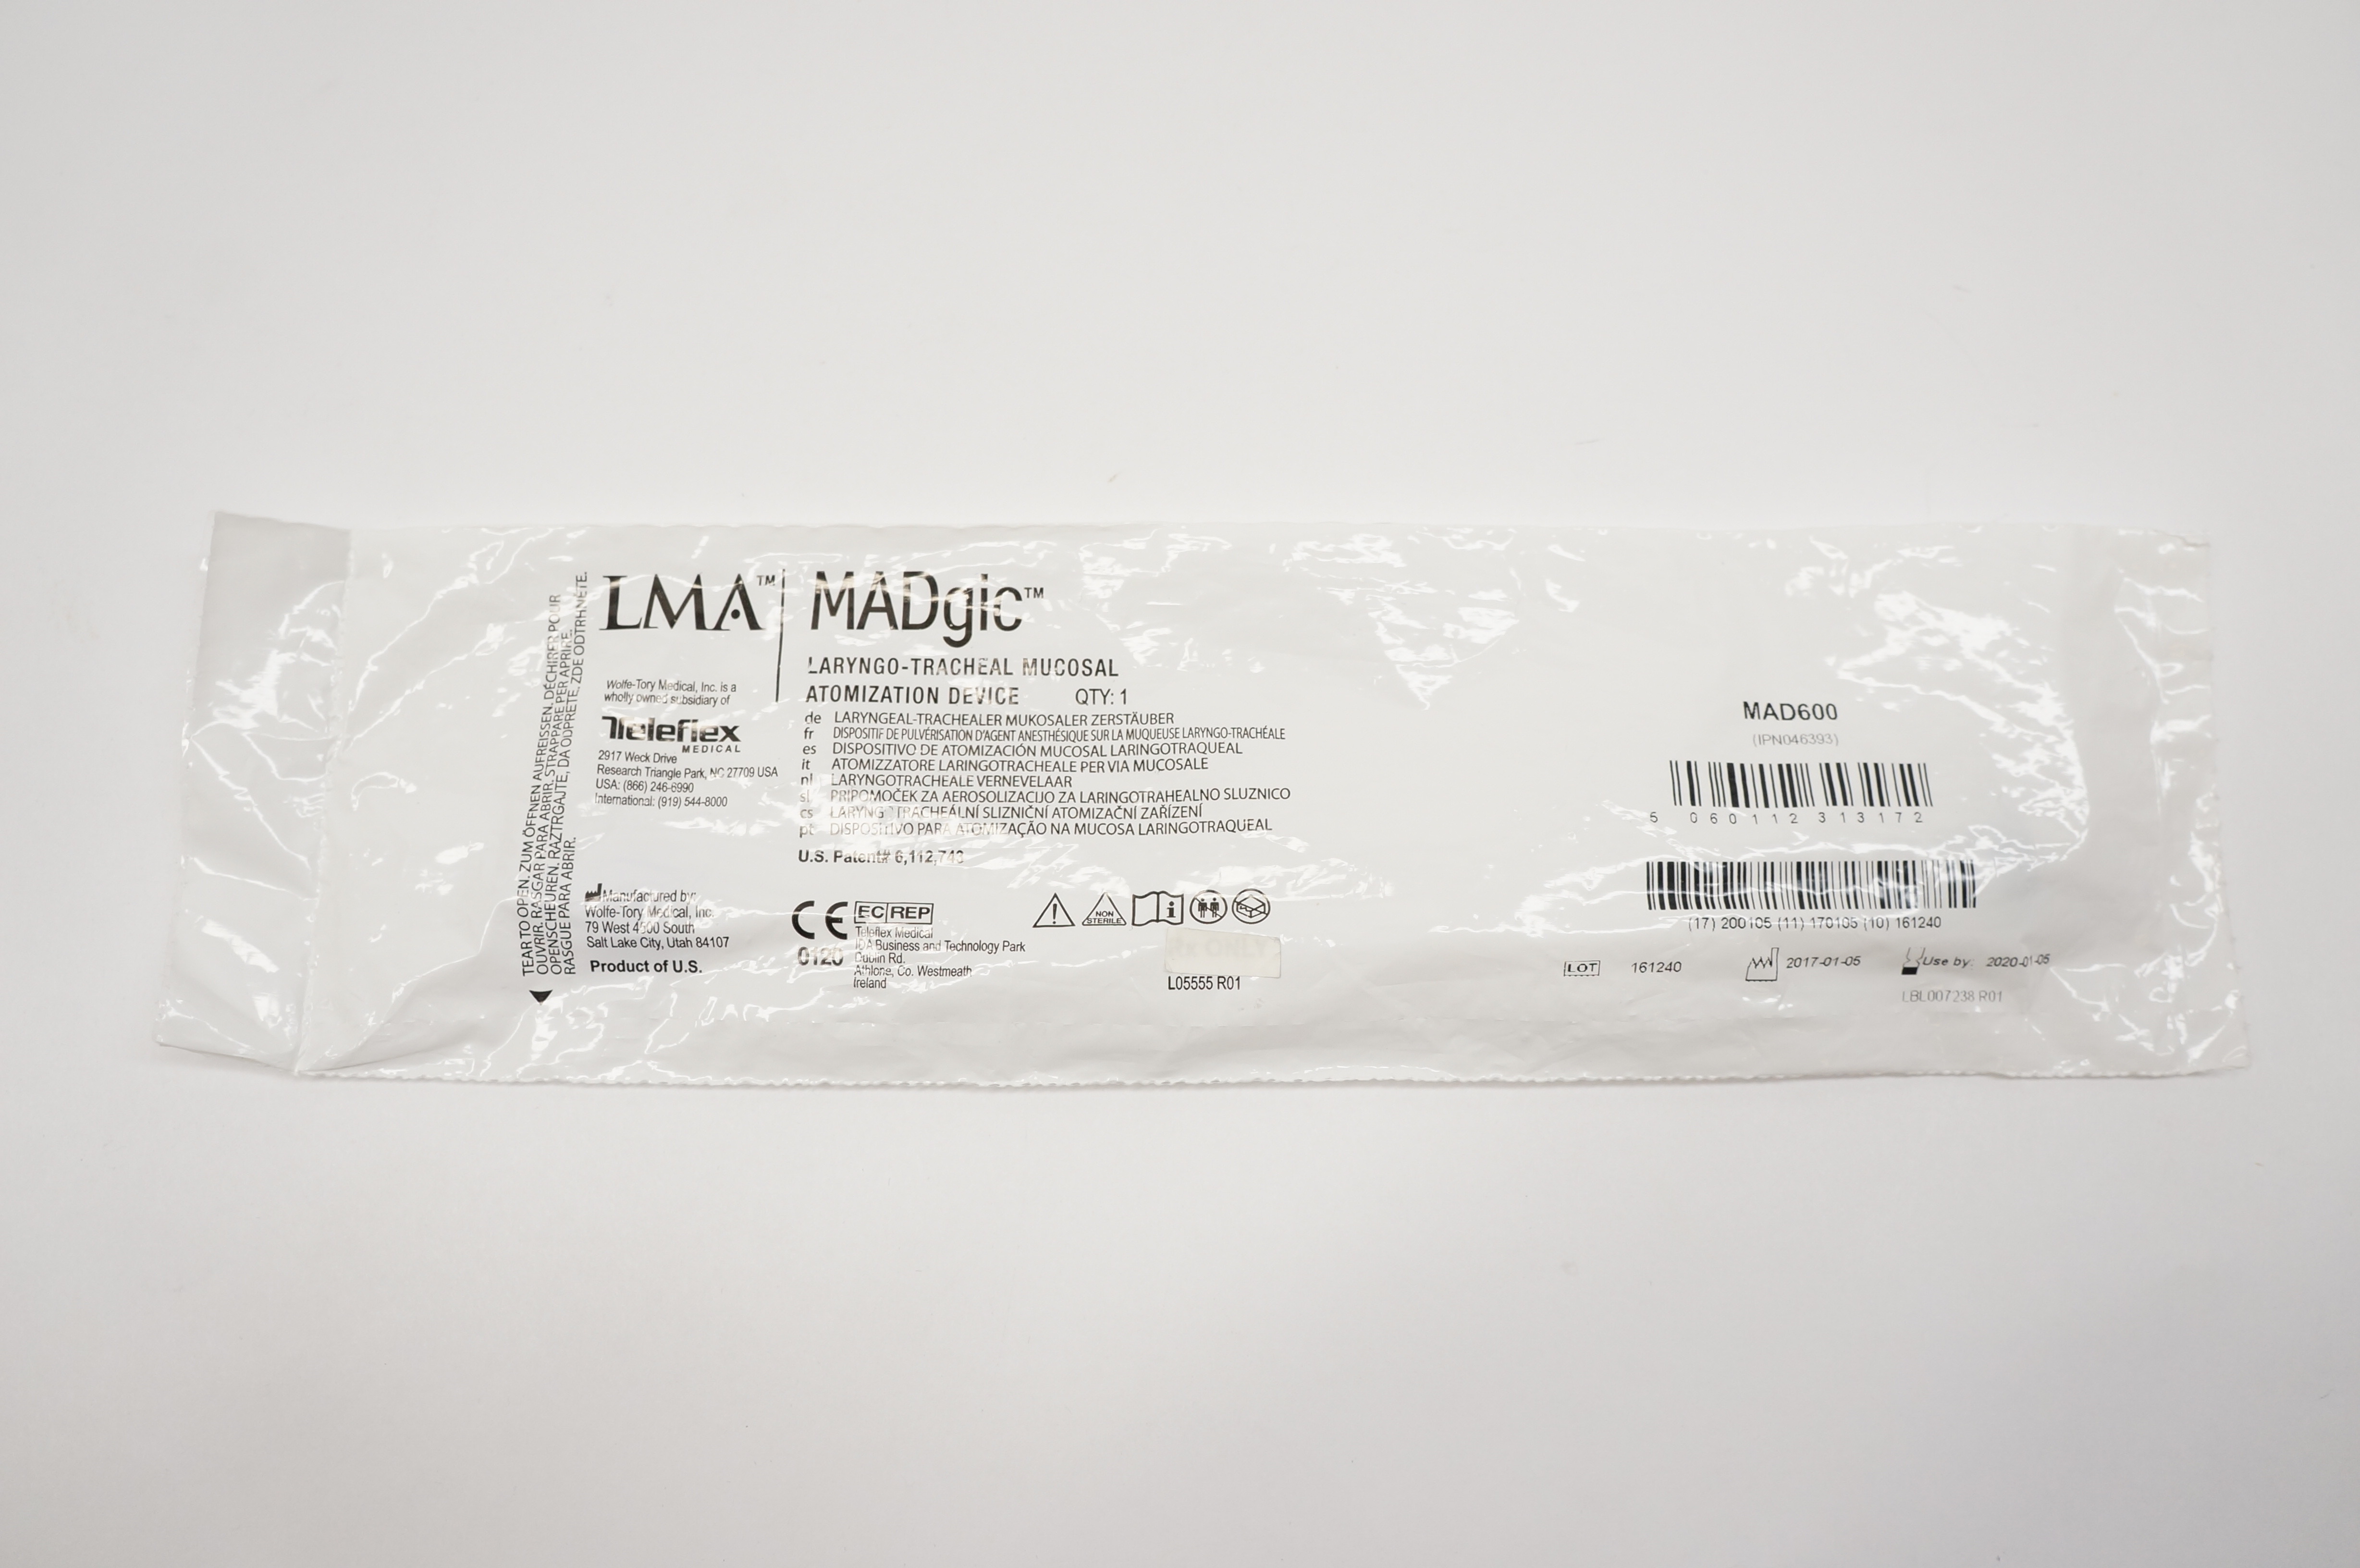 TEAR TO OPEN. ZUM ÖFFNEN AUFREISSEN. DÉCHIRER POUR
OUVRIR. RASGAR PARA ABRIR. STRAPPARE PER APRIRE.
OPENSCHEUREN. RAZTRGAJTE, DA ODPRETE. ZDE ODTRHNĚTE.
RASGUE PARA ABRIR.
LMA™
Wolfe-Tory Medical, Inc. is a
wholly owned subsidiary of
Teleflex
MEDICAL
2917 Weck Drive
Research Triangle Park, NC 27709 USA
USA: (866) 246-6990
International: (919) 544-8000
Manufactured by:
Wolfe-Tory Medical, Inc.
79 West 4500 South
Salt Lake City, Utah 84107
Product of U.S.
MADgic™
LARYNGO-TRACHEAL MUCOSAL
ATOMIZATION DEVICE QTY: 1
de LARYNGEAL-TRACHEALER MUKOSALER ZERSTÄUBER
fr DISPOSITIF DE PULVÉRISATION D'AGENT ANESTHÉSIQUE SUR LA MUQUEUSE LARYNGO-TRACHÉALE
es DISPOSITIVO DE ATOMIZACIÓN MUCOSAL LARINGOTRAQUEAL
it ATOMIZZATORE LARINGOTRACHEALE PER VIA MUCOSALE
nl LARYNGOTRACHEALE VERNEVELAAR
sl PRIPOMOČEK ZA AEROSOLIZACIJO ZA LARINGOTRAHEALNO SLUZNICO
cs LARYNGOTRACHEÁLNÍ SLIZNIČNÍ ATOMIZAČNÍ ZAŘÍZENÍ
pt DISPOSITIVO PARA ATOMIZAÇÃO NA MUCOSA LARINGOTRAQUEAL
U.S. Patent# 6,112,743
CE
0120
EC REP
Teleflex Medical
IDA Business and Technology Park
Dublin Rd.
Athlone, Co. Westmeath
Ireland
NON
STERILE
Rx ONLY
L05555 R01
MAD600
(IPN046393)
5 060112 313172
(17) 200105 (11) 170105 (10) 161240
LOT 161240
2017-01-05
Use by: 2020-01-05
LBL007238 R01